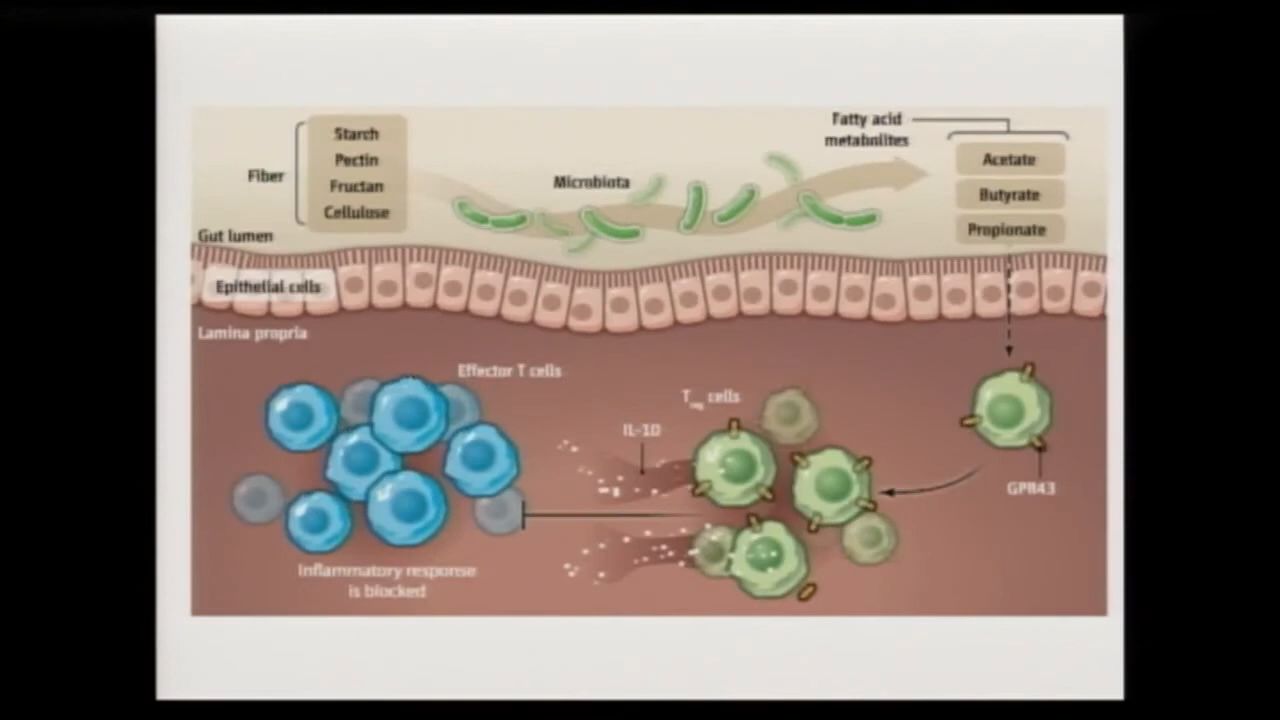 Fatty acid
metabolites
Starch
Pectin
Fructan
Cellulose
Fiber
Microbiota
Acetate
Butyrate
Propionate
Gut lumen
Epithelial cells
Lamina propria
Effector T cells
Treg cells
IL-10
GPR43
Inflammatory response
is blocked